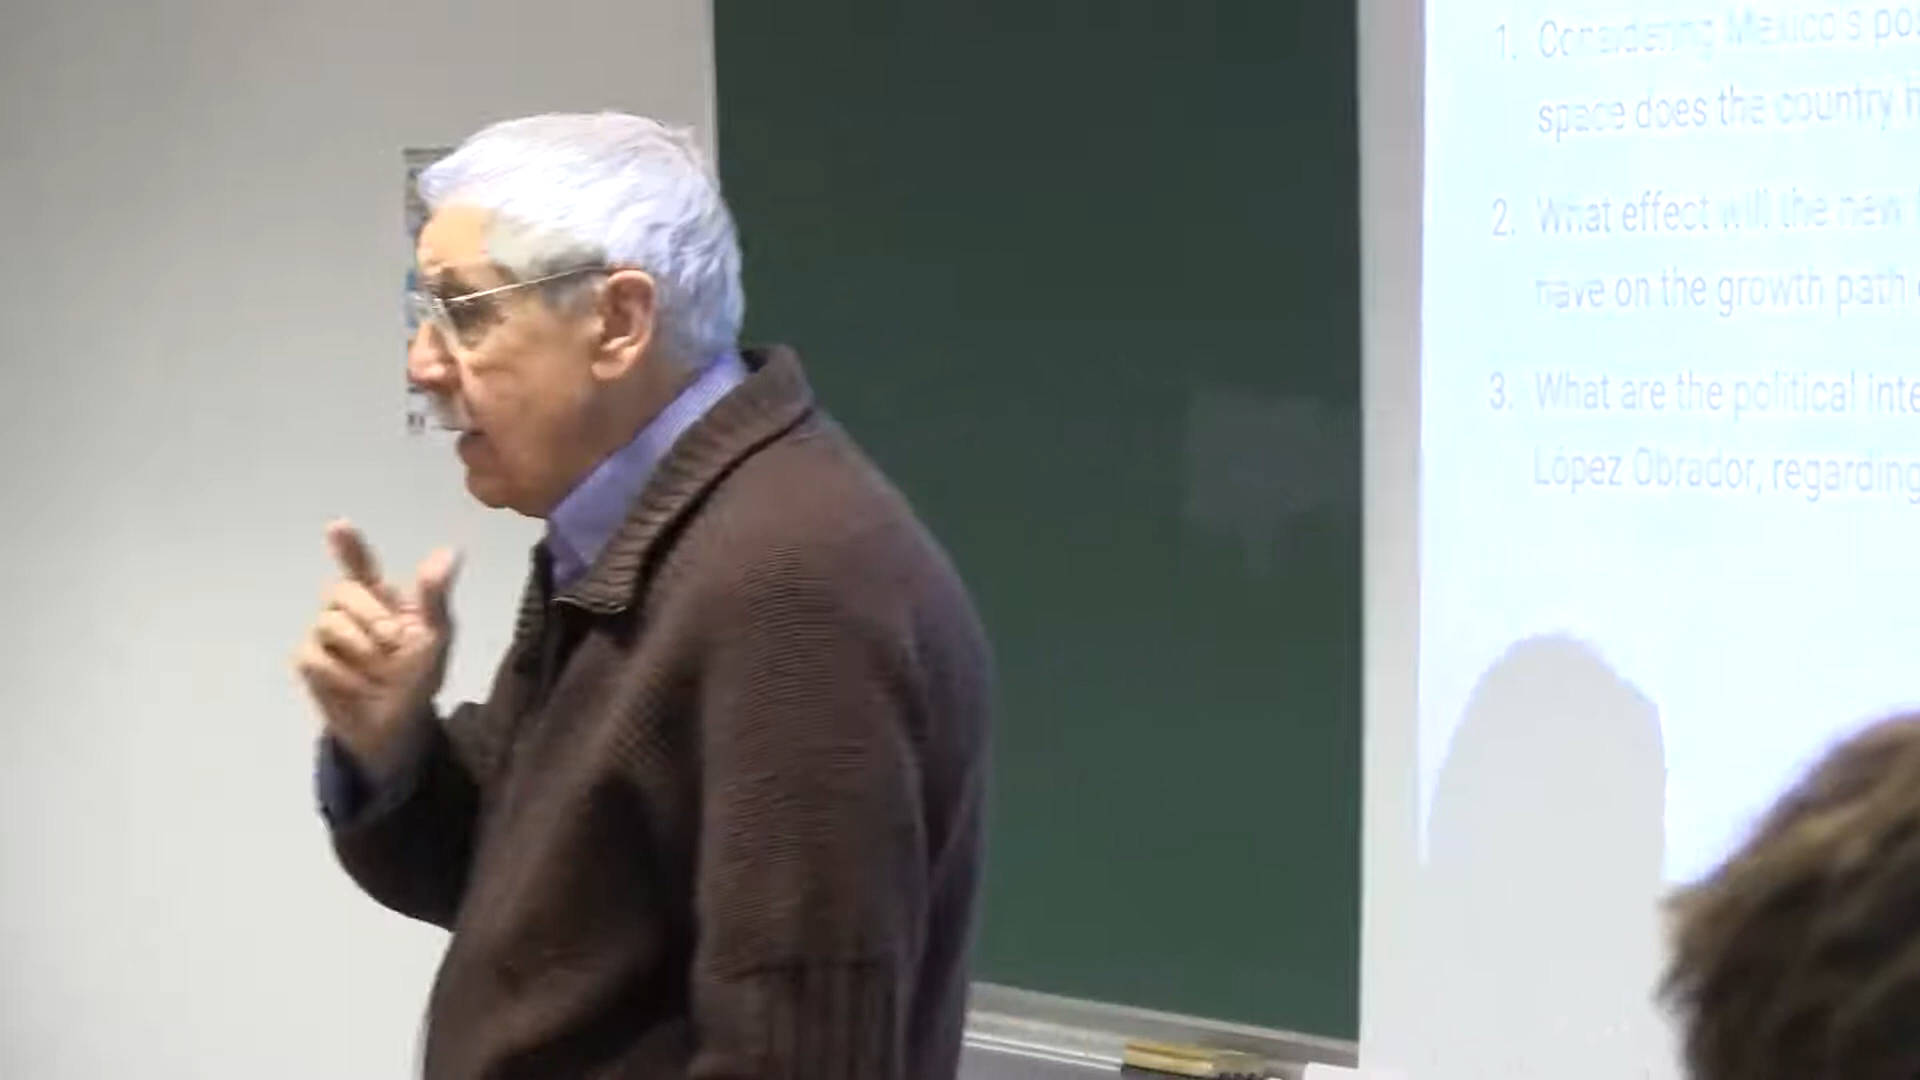 1. Considering Mexico's pos
space does the country h
2. What effect will the new
have on the growth path
3. What are the political inte
López Obrador, regarding